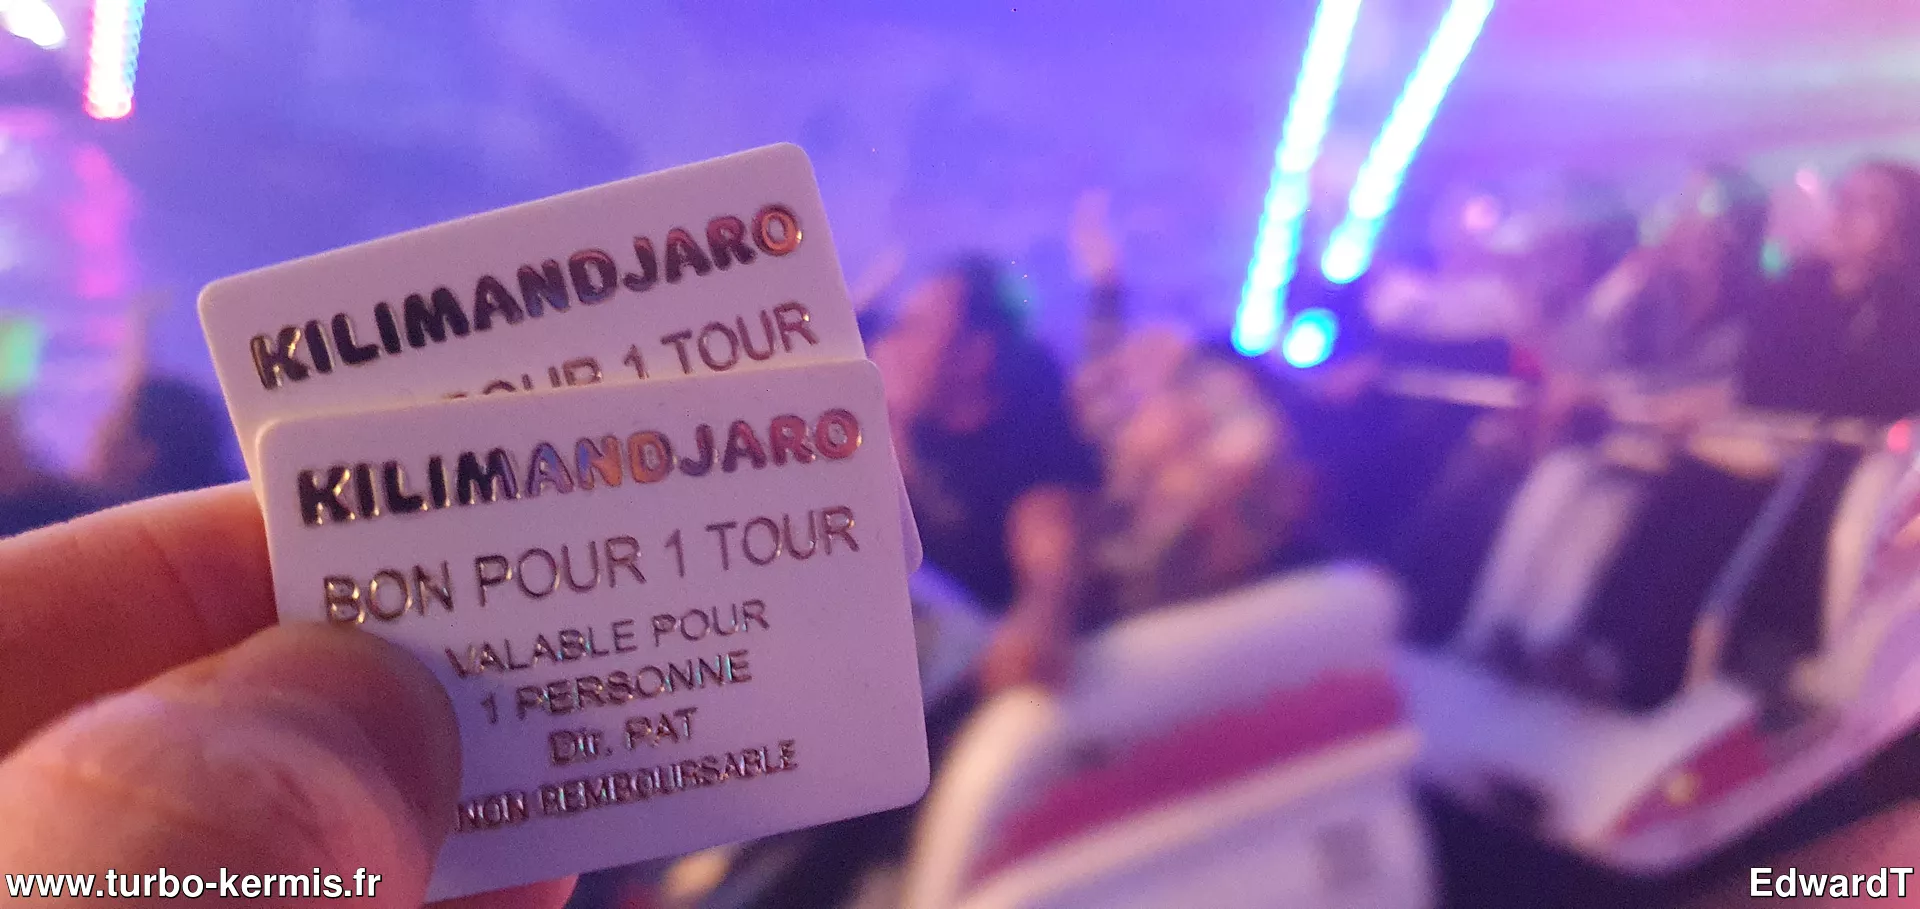 KILIMANDJARO
POUR 1 TOUR
KILIMANDJARO
BON POUR 1 TOUR
VALABLE POUR
1 PERSONNE
Dir. PAT
NON REMBOURSABLE
www.turbo-kermis.fr
EdwardT